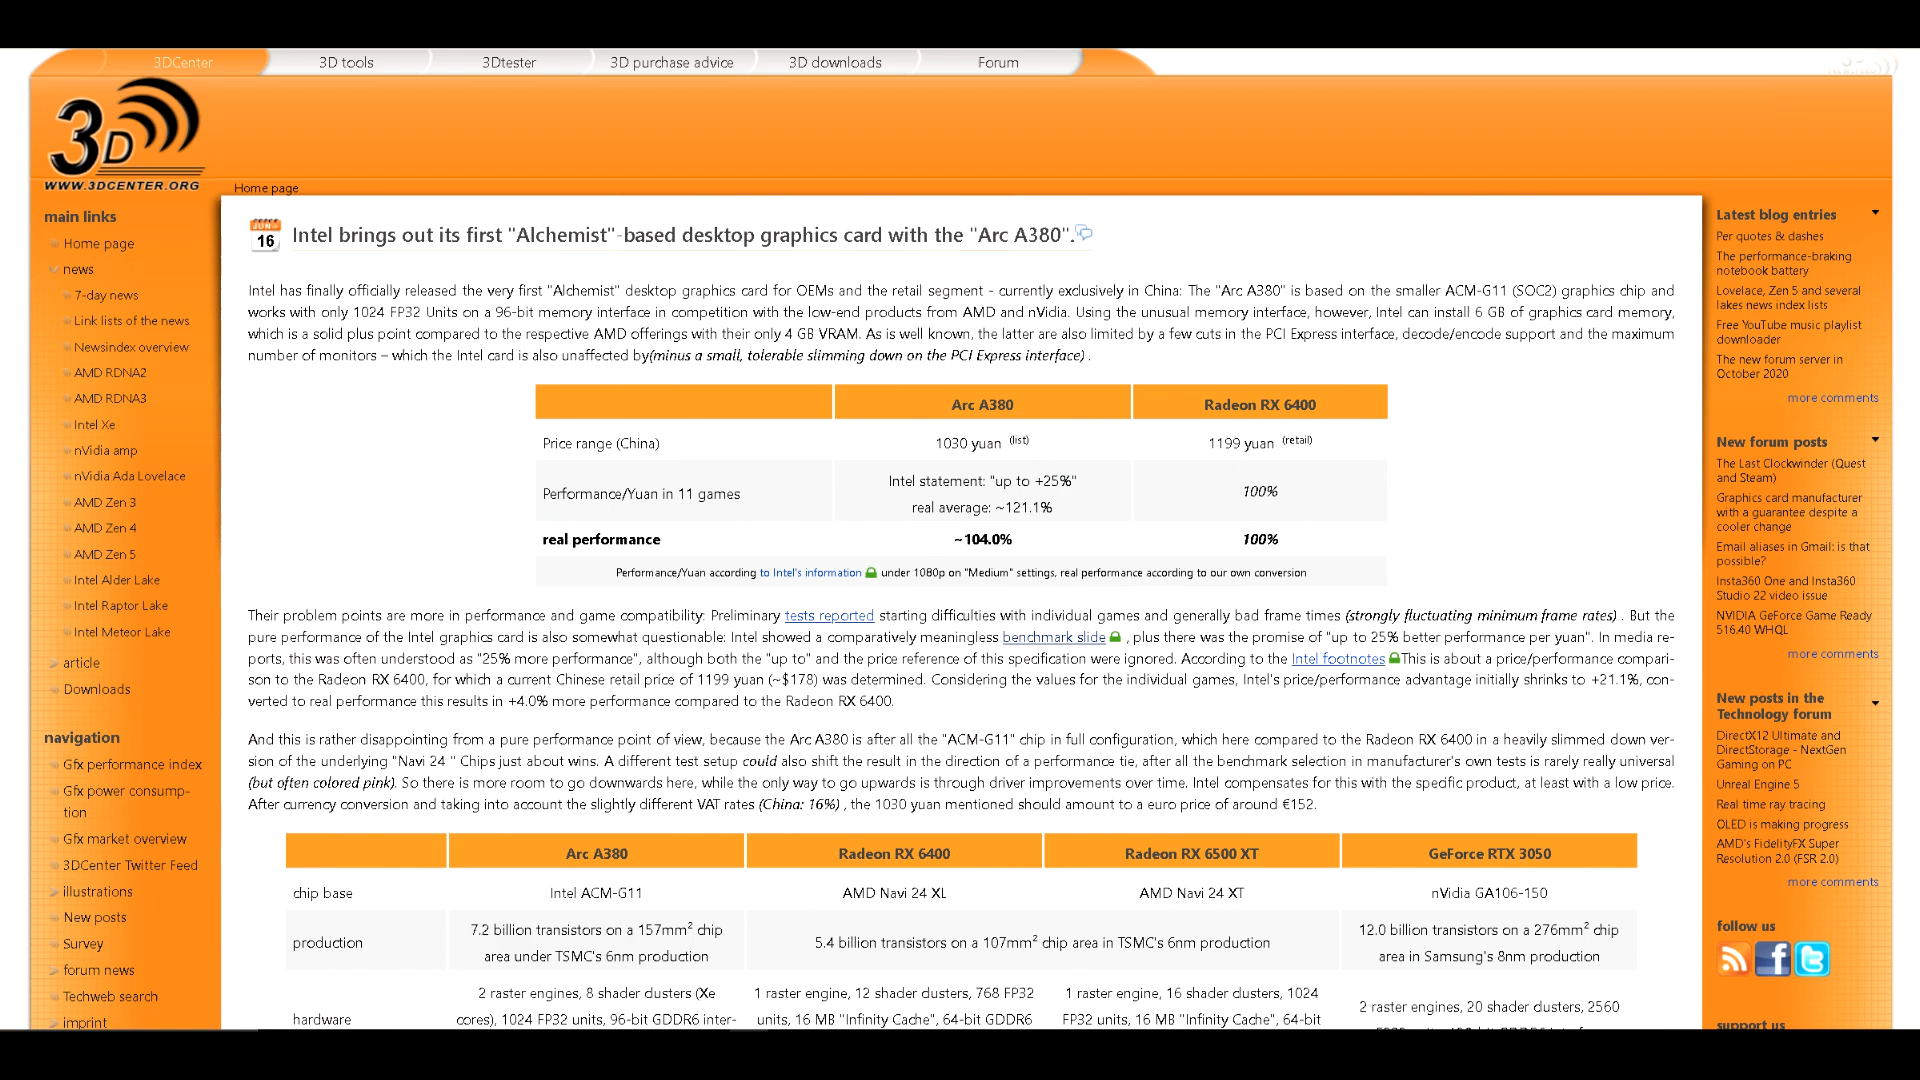 3DCenter
3D tools
3Dtester
3D purchase advice
3D downloads
Forum
3D
WWW.3DCENTER.ORG
Home page
main links
Home page
news
7-day news
Link lists of the news
Newsindex overview
AMD RDNA2
AMD RDNA3
Intel Xe
nVidia amp
nVidia Ada Lovelace
AMD Zen 3
AMD Zen 4
AMD Zen 5
Intel Alder Lake
Intel Raptor Lake
Intel Meteor Lake
article
Downloads
navigation
Gfx performance index
Gfx power consump-
tion
Gfx market overview
3DCenter Twitter Feed
illustrations
New posts
Survey
forum news
Techweb search
imprint
JUN
16
Intel brings out its first "Alchemist"-based desktop graphics card with the "Arc A380".
Intel has finally officially released the very first "Alchemist" desktop graphics card for OEMs and the retail segment - currently exclusively in China: The "Arc A380" is based on the smaller ACM-G11 (SOC2) graphics chip and
works with only 1024 FP32 Units on a 96-bit memory interface in competition with the low-end products from AMD and nVidia. Using the unusual memory interface, however, Intel can install 6 GB of graphics card memory,
which is a solid plus point compared to the respective AMD offerings with their only 4 GB VRAM. As is well known, the latter are also limited by a few cuts in the PCI Express interface, decode/encode support and the maximum
number of monitors – which the Intel card is also unaffected by(minus a small, tolerable slimming down on the PCI Express interface) .
Arc A380
Radeon RX 6400
Price range (China)
1030 yuan (list)
1199 yuan (retail)
Performance/Yuan in 11 games
Intel statement: "up to +25%"
real average: ~121.1%
100%
real performance
~104.0%
100%
Performance/Yuan according to Intel's information under 1080p on "Medium" settings, real performance according to our own conversion
Their problem points are more in performance and game compatibility: Preliminary tests reported starting difficulties with individual games and generally bad frame times (strongly fluctuating minimum frame rates) . But the
pure performance of the Intel graphics card is also somewhat questionable: Intel showed a comparatively meaningless benchmark slide , plus there was the promise of "up to 25% better performance per yuan". In media re-
ports, this was often understood as "25% more performance", although both the "up to" and the price reference of this specification were ignored. According to the Intel footnotes This is about a price/performance compari-
son to the Radeon RX 6400, for which a current Chinese retail price of 1199 yuan (~$178) was determined. Considering the values for the individual games, Intel's price/performance advantage initially shrinks to +21.1%, con-
verted to real performance this results in +4.0% more performance compared to the Radeon RX 6400.
And this is rather disappointing from a pure performance point of view, because the Arc A380 is after all the "ACM-G11" chip in full configuration, which here compared to the Radeon RX 6400 in a heavily slimmed down ver-
sion of the underlying "Navi 24 " Chips just about wins. A different test setup could also shift the result in the direction of a performance tie, after all the benchmark selection in manufacturer's own tests is rarely really universal
(but often colored pink). So there is more room to go downwards here, while the only way to go upwards is through driver improvements over time. Intel compensates for this with the specific product, at least with a low price.
After currency conversion and taking into account the slightly different VAT rates (China: 16%) , the 1030 yuan mentioned should amount to a euro price of around €152.
Arc A380
Radeon RX 6400
Radeon RX 6500 XT
GeForce RTX 3050
chip base
Intel ACM-G11
AMD Navi 24 XL
AMD Navi 24 XT
nVidia GA106-150
production
7.2 billion transistors on a 157mm² chip
area under TSMC's 6nm production
5.4 billion transistors on a 107mm² chip area in TSMC's 6nm production
12.0 billion transistors on a 276mm² chip
area in Samsung's 8nm production
hardware
2 raster engines, 8 shader clusters (Xe
cores), 1024 FP32 units, 96-bit GDDR6 inter-
1 raster engine, 12 shader clusters, 768 FP32
units, 16 MB "Infinity Cache", 64-bit GDDR6
1 raster engine, 16 shader clusters, 1024
FP32 units, 16 MB "Infinity Cache", 64-bit
2 raster engines, 20 shader clusters, 2560
Latest blog entries
Per quotes & dashes
The performance-braking
notebook battery
Lovelace, Zen 5 and several
lakes news index lists
Free YouTube music playlist
downloader
The new forum server in
October 2020
more comments
New forum posts
The Last Clockwinder (Quest
and Steam)
Graphics card manufacturer
with a guarantee despite a
cooler change
Email aliases in Gmail: is that
possible?
Insta360 One and Insta360
Studio 22 video issue
NVIDIA GeForce Game Ready
516.40 WHQL
more comments
New posts in the
Technology forum
DirectX12 Ultimate and
DirectStorage - NextGen
Gaming on PC
Unreal Engine 5
Real time ray tracing
OLED is making progress
AMD's FidelityFX Super
Resolution 2.0 (FSR 2.0)
more comments
follow us
support us